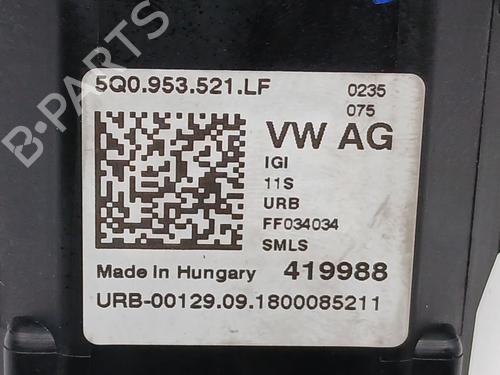 5Q0.953.521.LF
0235
075
VW AG
IGI
11S
URB
FF034034
SMLS
Made in Hungary 419988
URB-00129.09.1800085211
B-PARTS